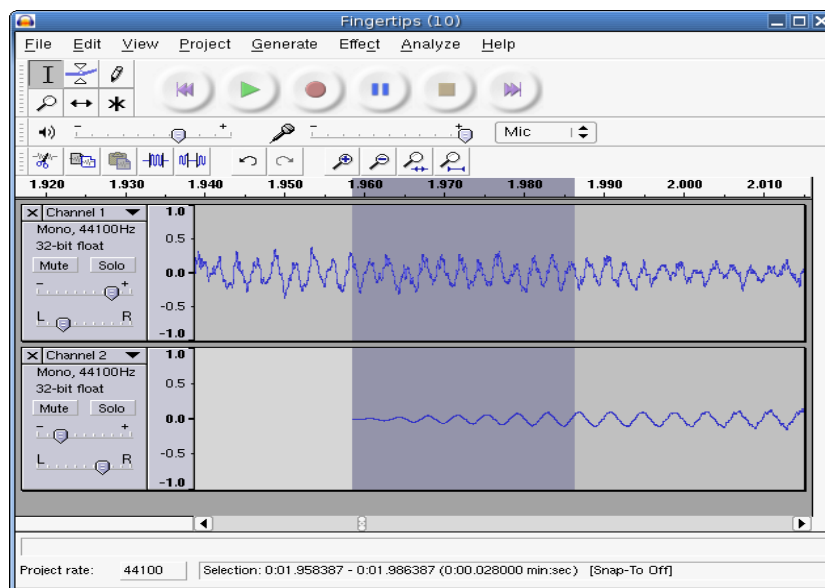 Fingertips (10)
File Edit View Project Generate Effect Analyze Help
- + - + Mic
1.920 1.930 1.940 1.950 1.960 1.970 1.980 1.990 2.000 2.010
Channel 1
Mono, 44100Hz
32-bit float
Mute Solo
- +
L R
1.0
0.5
0.0
-0.5
-1.0
Channel 2
Mono, 44100Hz
32-bit float
Mute Solo
- +
L R
1.0
0.5
0.0
-0.5
-1.0
Project rate: 44100 Selection: 0:01.958387 - 0:01.986387 (0:00.028000 min:sec) [Snap-To Off]